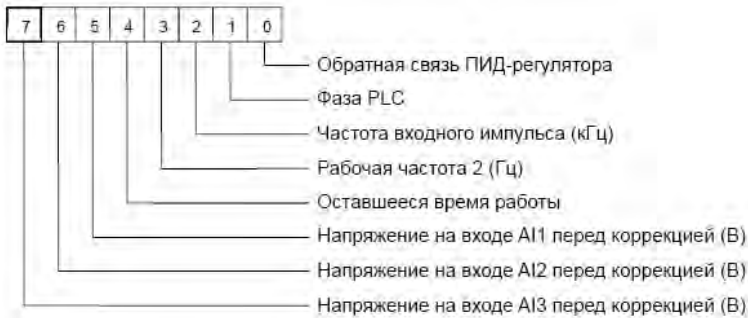 7 6 5 4 3 2 1 0
Обратная связь ПИД-регулятора
Фаза PLC
Частота входного импульса (кГц)
Рабочая частота 2 (Гц)
Оставшееся время работы
Напряжение на входе AI1 перед коррекцией (В)
Напряжение на входе AI2 перед коррекцией (В)
Напряжение на входе AI3 перед коррекцией (В)